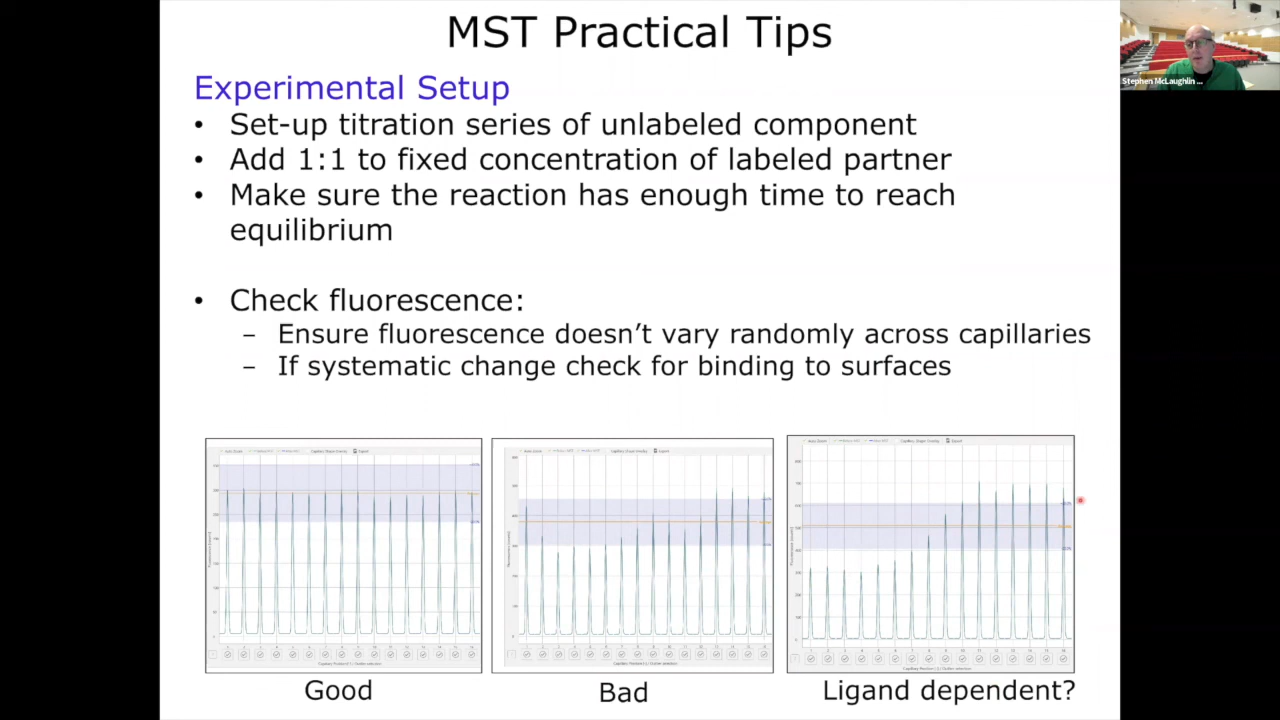 MST Practical Tips
Stephen McLaughlin ...
Experimental Setup
• Set-up titration series of unlabeled component
• Add 1:1 to fixed concentration of labeled partner
• Make sure the reaction has enough time to reach
equilibrium
• Check fluorescence:
– Ensure fluorescence doesn’t vary randomly across capillaries
– If systematic change check for binding to surfaces
Good
Bad
Ligand dependent?